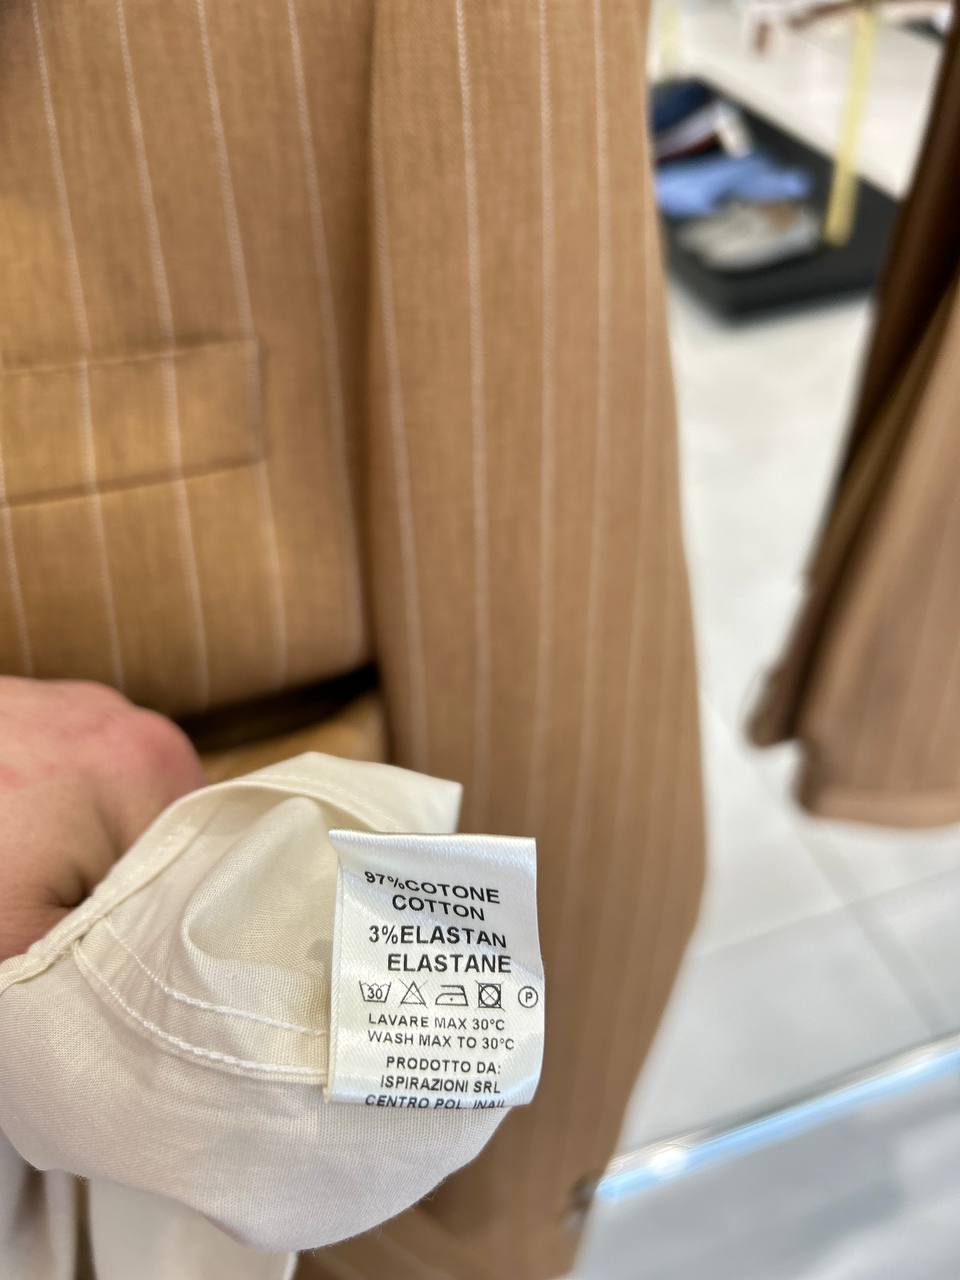 97%COTONE
COTTON
3%ELASTAN
ELASTANE
30 P
LAVARE MAX 30°C
WASH MAX TO 30°C
PRODOTTO DA:
ISPIRAZIONI SRL
CENTRO POL. INAIL